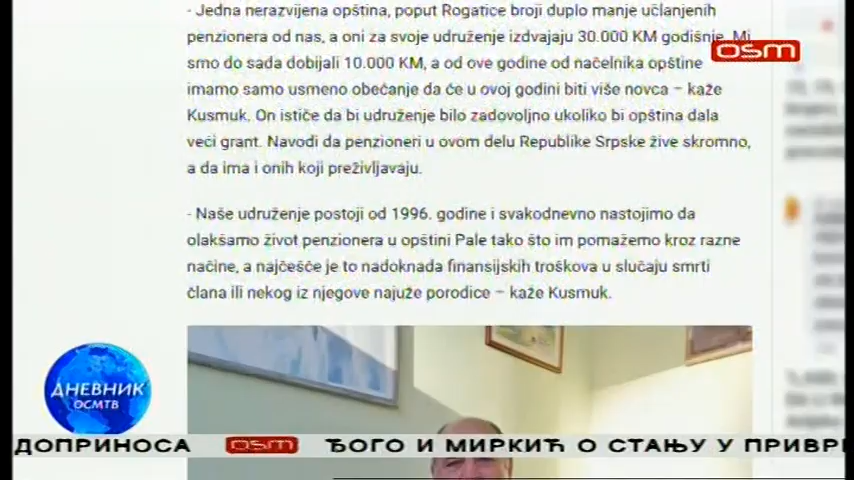 - Jedna nerazvijena opština, poput Rogatice broji duplo manje učlanjenih
penzionera od nas, a oni za svoje udruženje izdvajaju 30.000 KM godišnje. Mi
smo do sada dobijali 10.000 KM, a od ove godine od načelnika opštine
imamo samo usmeno obećanje da će u ovoj godini biti više novca – kaže
Kusmuk. On ističe da bi udruženje bilo zadovoljno ukoliko bi opština dala
veći grant. Navodi da penzioneri u ovom delu Republike Srpske žive skromno,
a da ima i onih koji preživljavaju.
- Naše udruženje postoji od 1996. godine i svakodnevno nastojimo da
olakšamo život penzionera u opštini Pale tako što im pomažemo kroz razne
načine, a najčešće je to nadoknada finansijskih troškova u slučaju smrti
člana ili nekog iz njegove najuže porodice – kaže Kusmuk.
osm
ДНЕВНИК
ОСМТВ
ДОПРИНОСА osm ЂОГО И МИРКИЋ О СТАЊУ У ПРИВР